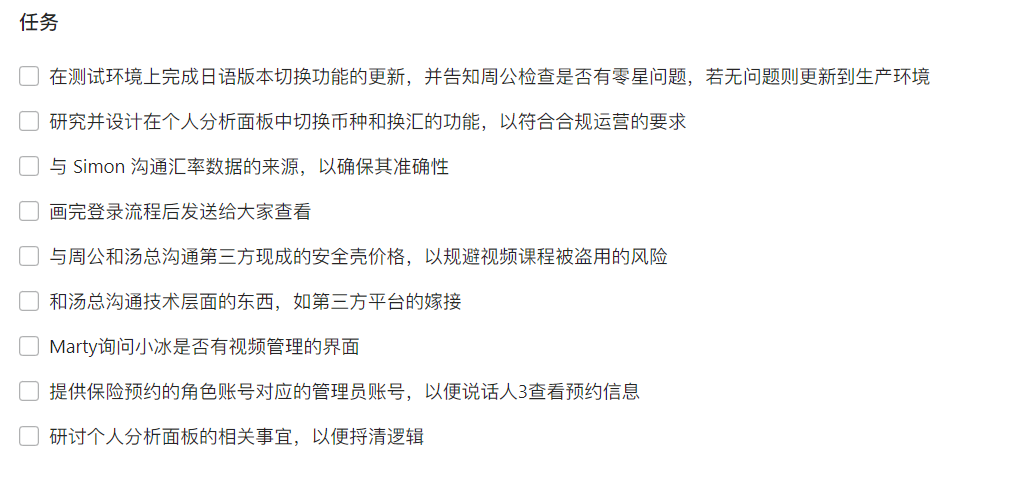 任务
在测试环境上完成日语版本切换功能的更新，并告知周公检查是否有零星问题，若无问题则更新到生产环境
研究并设计在个人分析面板中切换币种和换汇的功能，以符合合规运营的要求
与 Simon 沟通汇率数据的来源，以确保其准确性
画完登录流程后发送给大家查看
与周公和汤总沟通第三方现成的安全壳价格，以规避视频课程被盗用的风险
和汤总沟通技术层面的东西，如第三方平台的嫁接
Marty询问小冰是否有视频管理的界面
提供保险预约的角色账号对应的管理员账号，以便说话人3查看预约信息
研讨个人分析面板的相关事宜，以便捋清逻辑